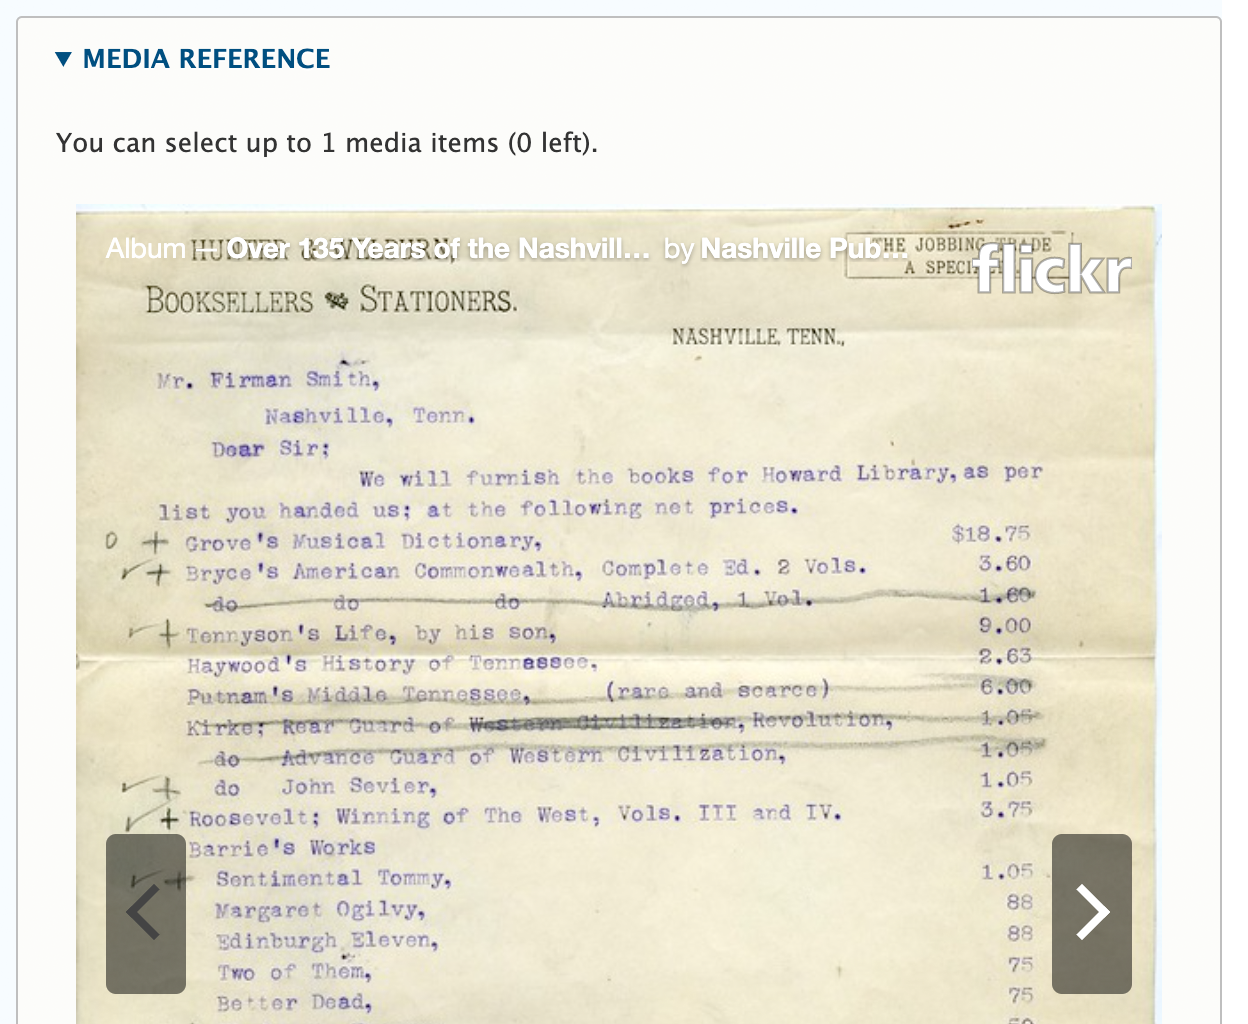 ▼ MEDIA REFERENCE
You can select up to 1 media items (0 left).
Album — Over 135 Years of the Nashvill... by Nashville Pub...
flickr
THE JOBBING TRADE
A
BOOKSELLERS STATIONERS.
NASHVILLE, TENN.,
Mr. Firman Smith,
Nashville, Tenn.
Dear Sir;
We will furnish the books for Howard Library, as per
list you handed us; at the following net prices.
0 + Grove's Musical Dictionary, $18.75
✓+ Bryce's American Commonwealth, Complete Ed. 2 Vols. 3.60
do do do Abridged, 1 Vol. 1.60
✓+ Tennyson's Life, by his son, 9.00
Haywood's History of Tennessee, 2.63
Putnam's Middle Tennessee, (rare and scarce) 6.00
Kirke; Rear Guard of Western Civilization, Revolution, 1.05
do Advance Guard of Western Civilization, 1.05
✓+ do John Sevier, 1.05
✓+ Roosevelt; Winning of The West, Vols. III and IV. 3.75
Barrie's Works
✓+ Sentimental Tommy, 1.05
Margaret Ogilvy, 88
Edinburgh Eleven, 88
Two of Them, 75
Better Dead, 75